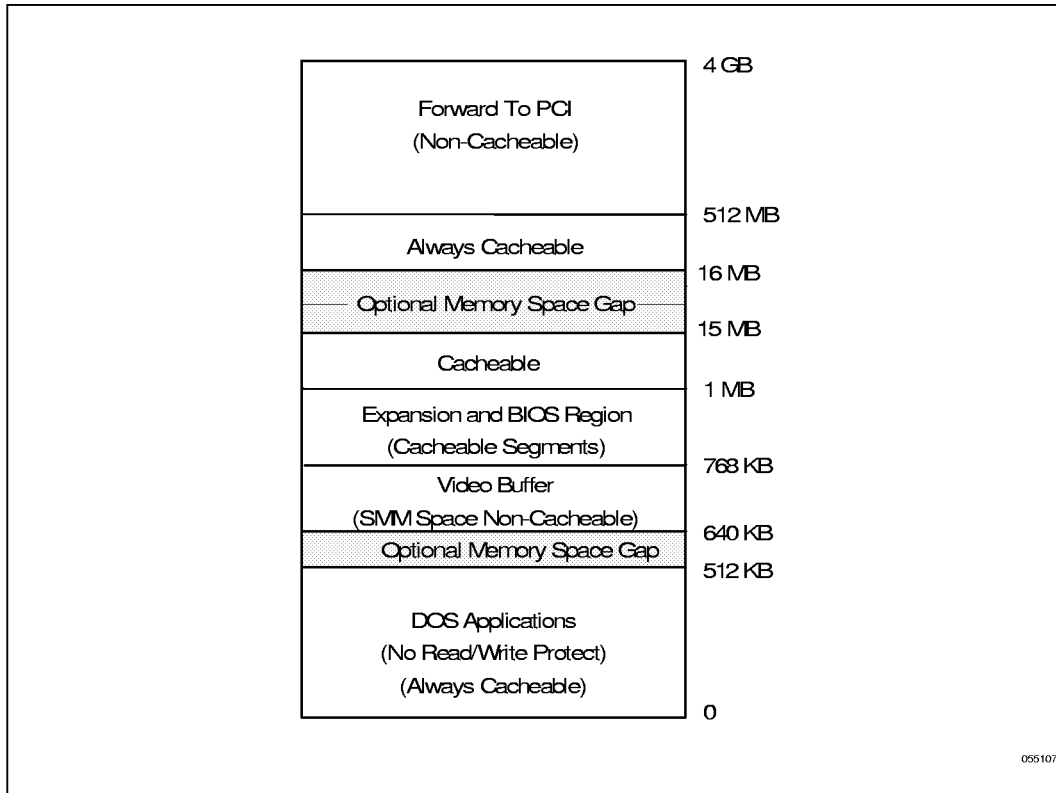 4 GB
Forward To PCI
(Non-Cacheable)
512 MB
Always Cacheable
16 MB
Optional Memory Space Gap
15 MB
Cacheable
1 MB
Expansion and BIOS Region
(Cacheable Segments)
768 KB
Video Buffer
(SMM Space Non-Cacheable)
640 KB
Optional Memory Space Gap
512 KB
DOS Applications
(No Read/Write Protect)
(Always Cacheable)
0
055107